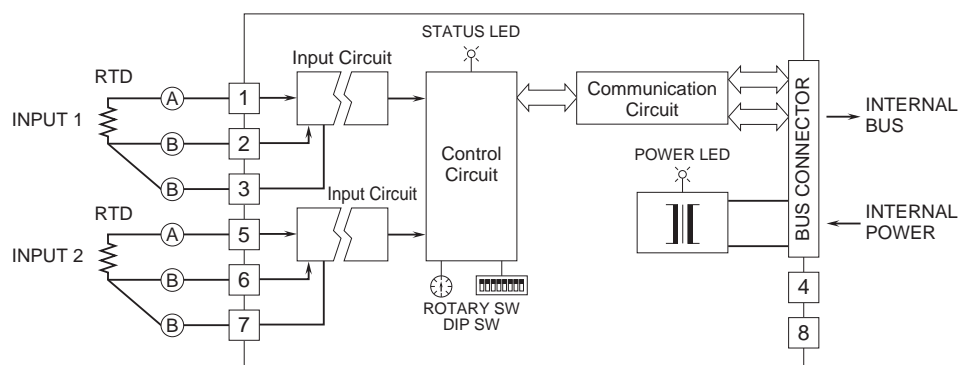 STATUS LED
Input Circuit
RTD
A
1
INPUT 1
B
2
B
3
Control
Circuit
Communication
Circuit
BUS CONNECTOR
INTERNAL
BUS
POWER LED
INTERNAL
POWER
Input Circuit
RTD
A
5
INPUT 2
B
6
B
7
ROTARY SW
DIP SW
4
8